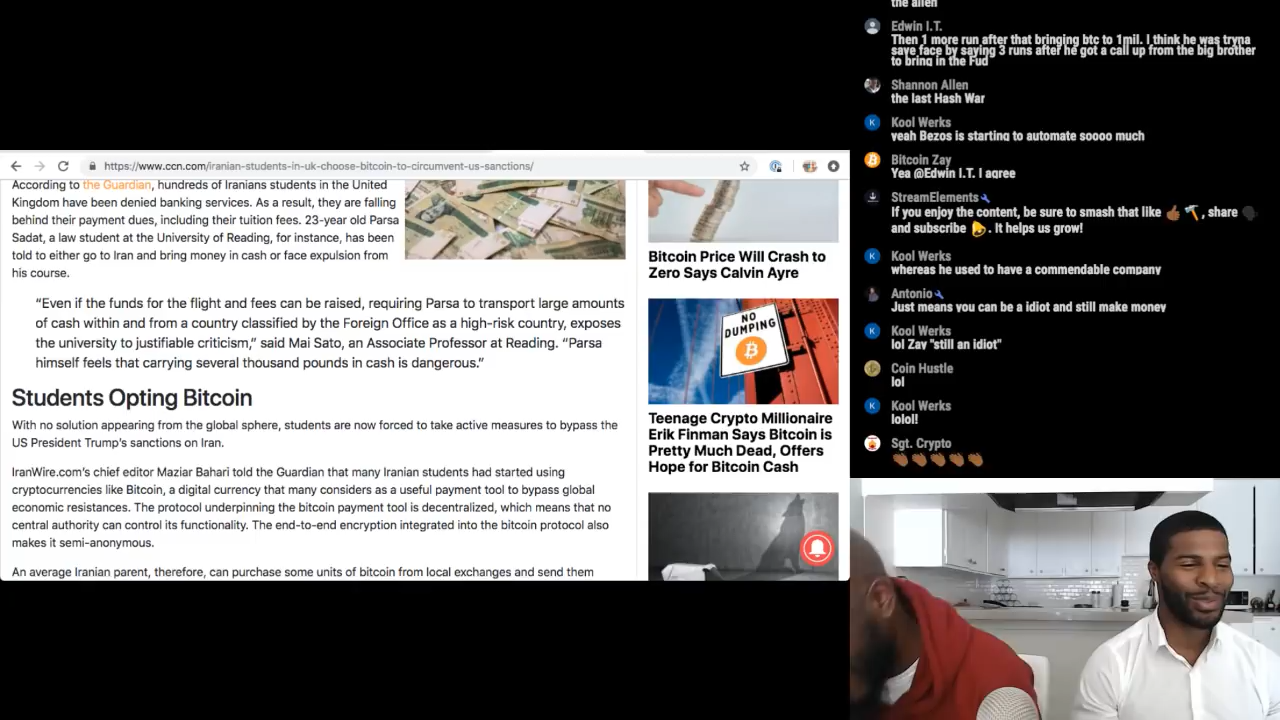 https://www.ccn.com/iranian-students-in-uk-choose-bitcoin-to-circumvent-us-sanctions/
According to the Guardian, hundreds of Iranians students in the United
Kingdom have been denied banking services. As a result, they are falling
behind their payment dues, including their tuition fees. 23-year old Parsa
Sadat, a law student at the University of Reading, for instance, has been
told to either go to Iran and bring money in cash or face expulsion from
his course.
“Even if the funds for the flight and fees can be raised, requiring Parsa to transport large amounts
of cash within and from a country classified by the Foreign Office as a high-risk country, exposes
the university to justifiable criticism,” said Mai Sato, an Associate Professor at Reading. “Parsa
himself feels that carrying several thousand pounds in cash is dangerous.”
Students Opting Bitcoin
With no solution appearing from the global sphere, students are now forced to take active measures to bypass the
US President Trump’s sanctions on Iran.
IranWire.com’s chief editor Maziar Bahari told the Guardian that many Iranian students had started using
cryptocurrencies like Bitcoin, a digital currency that many considers as a useful payment tool to bypass global
economic resistances. The protocol underpinning the bitcoin payment tool is decentralized, which means that no
central authority can control its functionality. The end-to-end encryption integrated into the bitcoin protocol also
makes it semi-anonymous.
An average Iranian parent, therefore, can purchase some units of bitcoin from local exchanges and send them
Bitcoin Price Will Crash to
Zero Says Calvin Ayre
NO
DUMPING
Teenage Crypto Millionaire
Erik Finman Says Bitcoin is
Pretty Much Dead, Offers
Hope for Bitcoin Cash
the alien
Edwin I.T.
Then 1 more run after that bringing btc to 1mil. I think he was tryna
save face by saying 3 runs after he got a call up from the big brother
to bring in the Fud
Shannon Allen
the last Hash War
K Kool Werks
yeah Bezos is starting to automate soooo much
Bitcoin Zay
Yea @Edwin I.T. I agree
StreamElements
If you enjoy the content, be sure to smash that like 👍🏾🔨, share 🗣
and subscribe 🛎. It helps us grow!
K Kool Werks
whereas he used to have a commendable company
Antonio
Just means you can be a idiot and still make money
K Kool Werks
lol Zay "still an idiot"
Coin Hustle
lol
K Kool Werks
lolol!
Sgt. Crypto
👏🏾👏🏾👏🏾👏🏾👏🏾